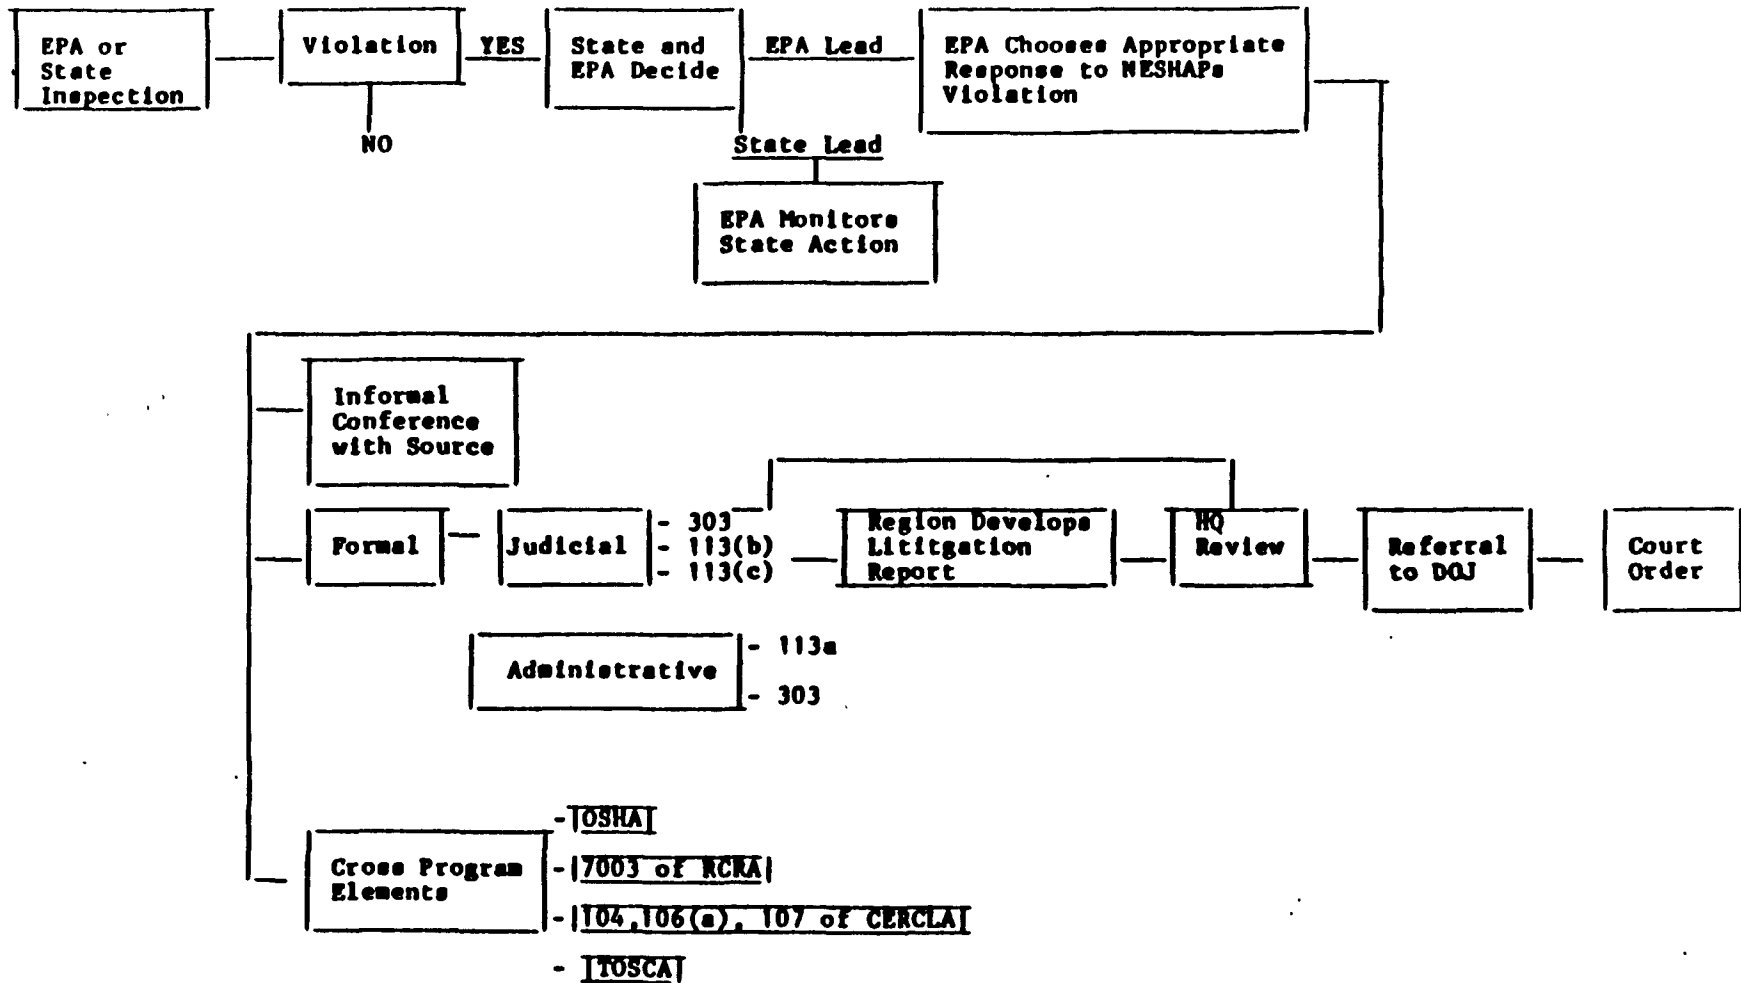 EPA or
State
Inspection
Violation
YES
NO
State and
EPA Decide
EPA Lead
State Lead
EPA Chooses Appropriate
Response to NESHAPs
Violation
EPA Monitors
State Action
Informal
Conference
with Source
Formal
Judicial
- 303
- 113(b)
- 113(c)
Region Develops
Lititgation
Report
HQ
Review
Referral
to DOJ
Court
Order
Administrative
- 113a
- 303
Cross Program
Elements
- OSHA
- 7003 of RCRA
- 104,106(a), 107 of CERCLA
- TOSCA